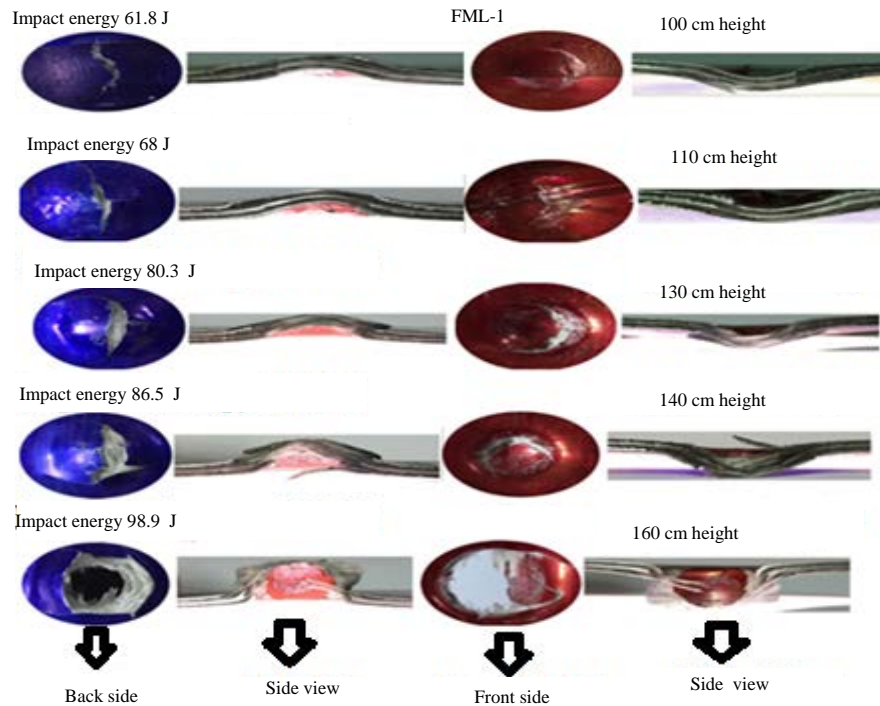 Impact energy 61.8 J
FML-1
100 cm height
Impact energy 68 J
110 cm height
Impact energy 80.3 J
130 cm height
Impact energy 86.5 J
140 cm height
Impact energy 98.9 J
160 cm height
Back side
Side view
Front side
Side view